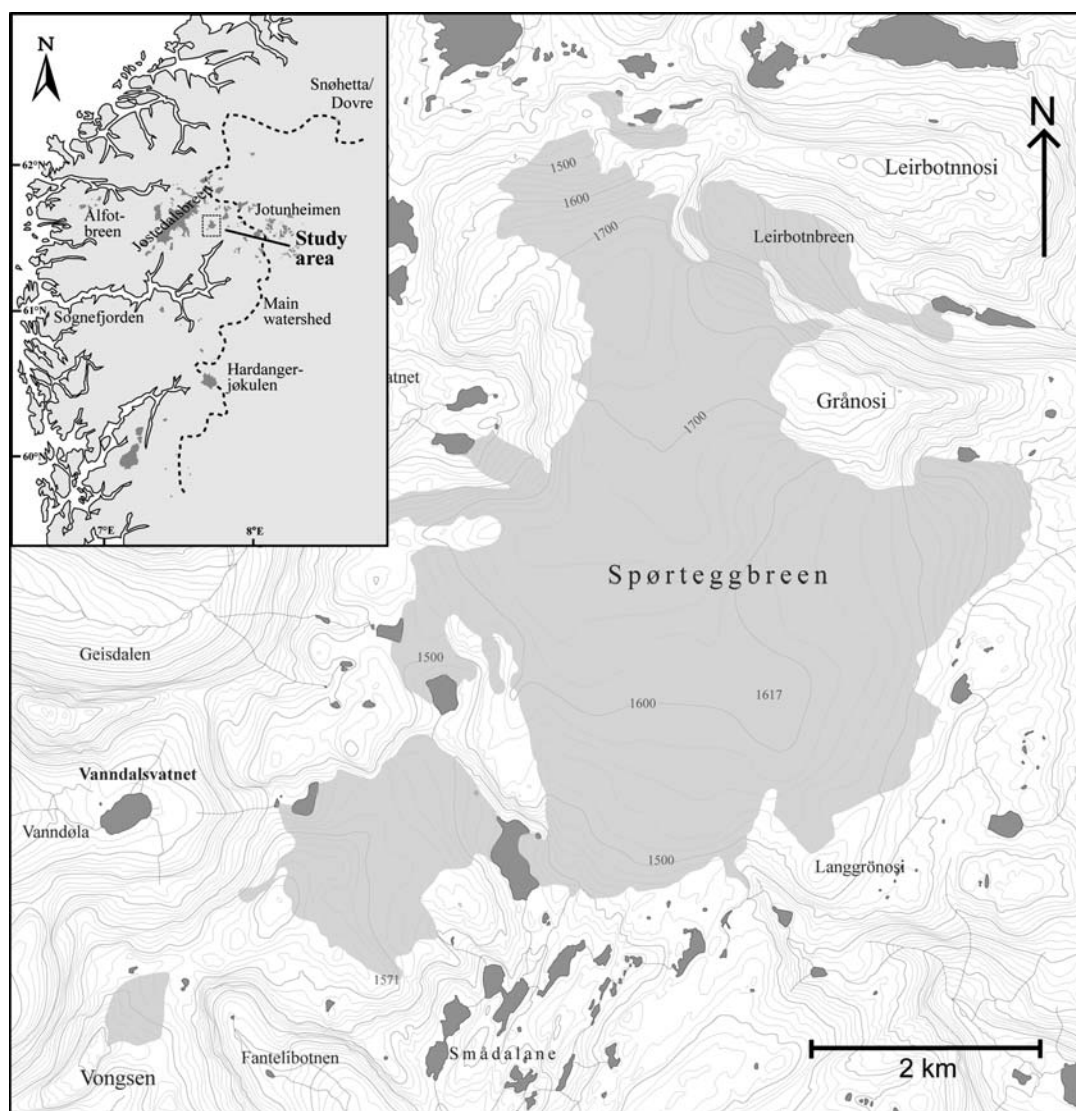 N
Snøhetta/
Dovre
62°N
Ålfot-
breen
Jostedalsbreen
Jotunheimen
Study
area
61°N
Sognefjorden
Main
watershed
Hardanger-
jøkulen
60°N
7°E
8°E
N
1500
1600
1700
Leirbotnnosi
Leirbotnbreen
atnet
Grånosi
1700
Spørteggbreen
Geisdalen
1500
1600
1617
Vanndalsvatnet
Vanndøla
1500
Langgrönosi
1571
Fantelibotnen
Smådalane
Vongsen
2 km